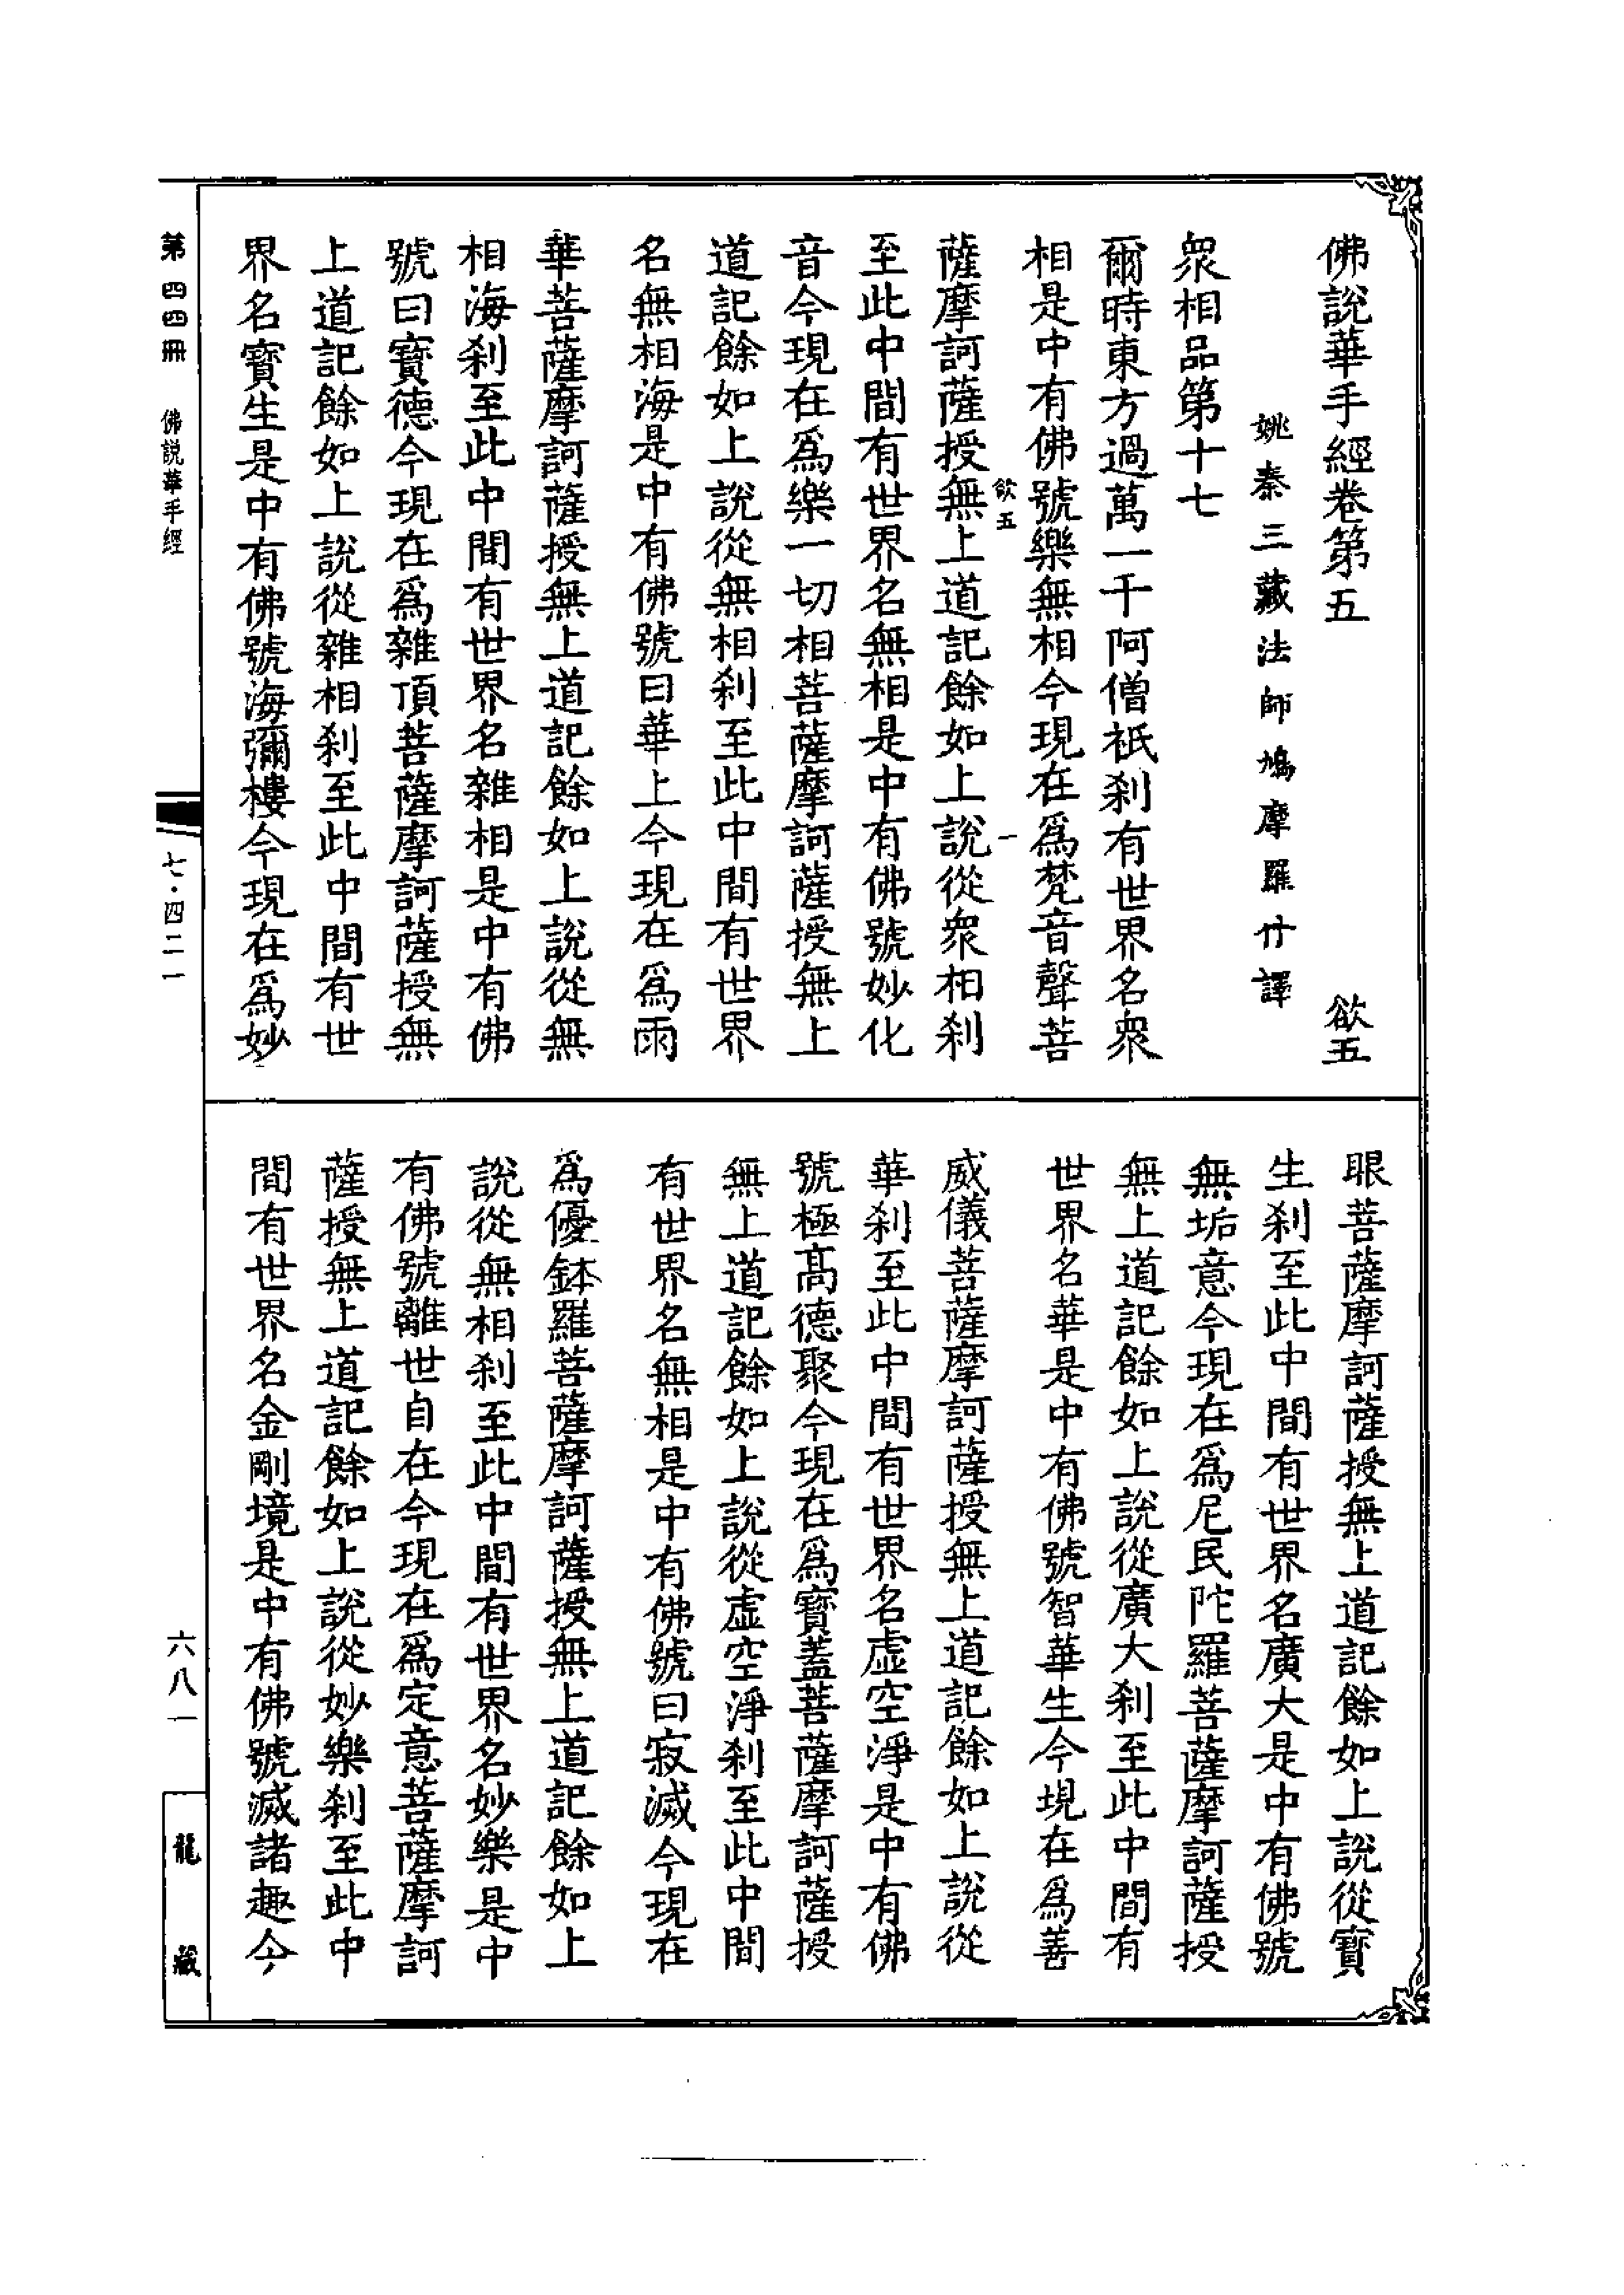 佛說華手經卷第五　欲五
姚秦三藏法師鳩摩羅什譯
衆相品第十七
爾時東方過萬一千阿僧祇刹有世界名衆
相是中有佛號樂無相今現在爲梵音聲菩
欲五　一
薩摩訶薩授無上道記餘如上說從衆相刹
至此中間有世界名無相是中有佛號妙化
音今現在爲樂一切相菩薩摩訶薩授無上
道記餘如上說從無相刹至此中間有世界
名無相海是中有佛號曰華上今現在爲雨
華菩薩摩訶薩授無上道記餘如上說從無
相海刹至此中間有世界名雜相是中有佛
號曰寶德今現在爲雜頂菩薩摩訶薩授無
上道記餘如上說從雜相刹至此中間有世
界名寶生是中有佛號海彌樓今現在爲妙
眼菩薩摩訶薩授無上道記餘如上說從寶
生刹至此中間有世界名廣大是中有佛號
無垢意今現在爲尼民陀羅菩薩摩訶薩授
無上道記餘如上說從廣大刹至此中間有
世界名華是中有佛號智華生今現在爲善
威儀菩薩摩訶薩授無上道記餘如上說從
華刹至此中間有世界名虛空淨是中有佛
號極高德聚今現在爲寶蓋菩薩摩訶薩授
無上道記餘如上說從虛空淨刹至此中間
有世界名無相是中有佛號曰寂滅今現在
爲優鉢羅菩薩摩訶薩授無上道記餘如上
說從無相刹至此中間有世界名妙樂是中
有佛號離世自在今現在爲定意菩薩摩訶
薩授無上道記餘如上說從妙樂刹至此中
間有世界名金剛境是中有佛號滅諸趣今
第四四冊　佛說華手經
七·四二一
六八一
龍藏